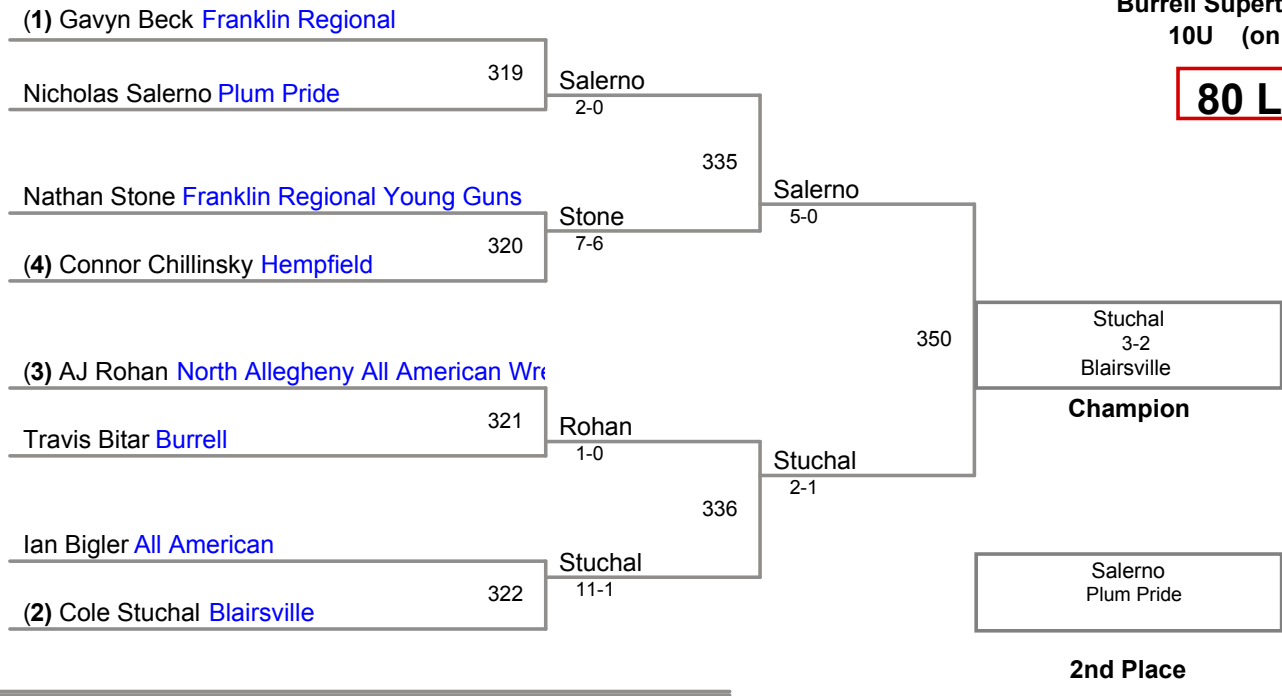 Burrell Supert
10U (on
80 L
(1) Gavyn Beck Franklin Regional
319
Nicholas Salerno Plum Pride
Salerno
2-0
335
Nathan Stone Franklin Regional Young Guns
320
(4) Connor Chillinsky Hempfield
Stone
7-6
Salerno
5-0
350
(3) AJ Rohan North Allegheny All American Wre
321
Travis Bitar Burrell
Rohan
1-0
336
Ian Bigler All American
322
(2) Cole Stuchal Blairsville
Stuchal
11-1
Stuchal
2-1
Stuchal
3-2
Blairsville
Champion
Salerno
Plum Pride
2nd Place